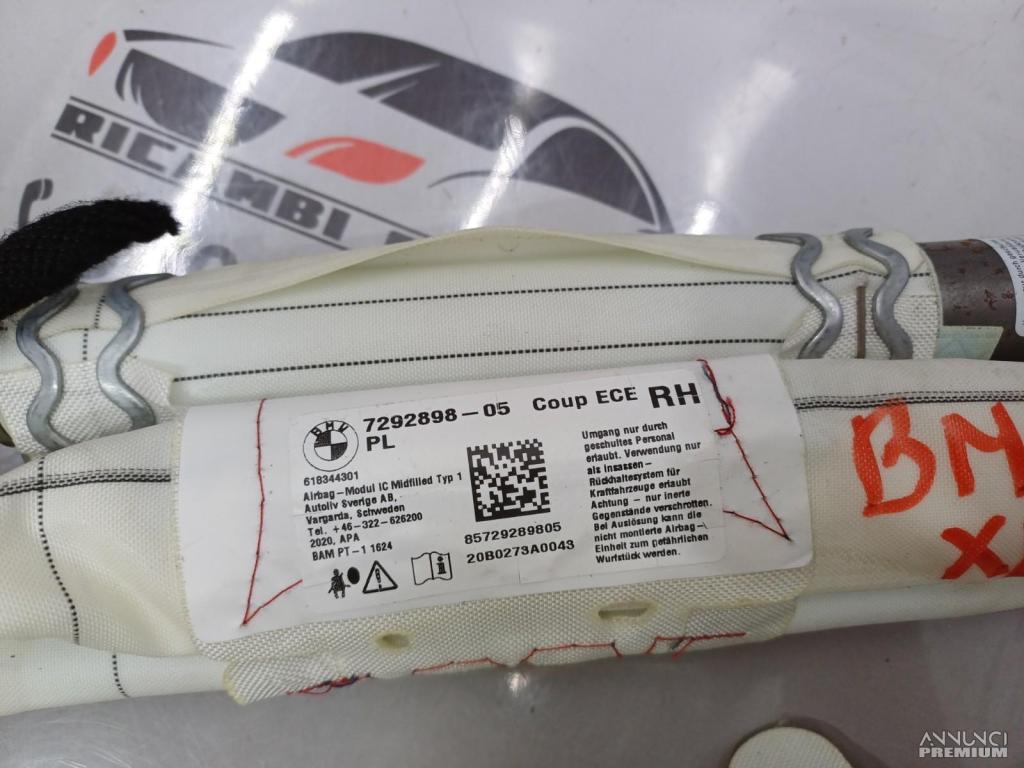 RICAMBI
7292898-05 Coup ECE RH
PL
BMW
618344301
Airbag-Modul IC Midfilled Typ 1
Autoliv Sverige AB,
Vargarda, Schweden
Tel. +46-322-626200
2020, APA
BAM PT-1 1624
85729289805
20B0273A0043
Umgang nur durch
geschultes Personal
erlaubt. Verwendung nur
als Insassen-
Rückhaltesystem für
Kraftfahrzeuge erlaubt
Achtung - nur inerte
Gegenstände verschrotten.
Bei Auslösung kann die
nicht montierte Airbag-
Einheit zum gefährlichen
Wurfstück werden.
BM
X
ANNUNCI
PREMIUM